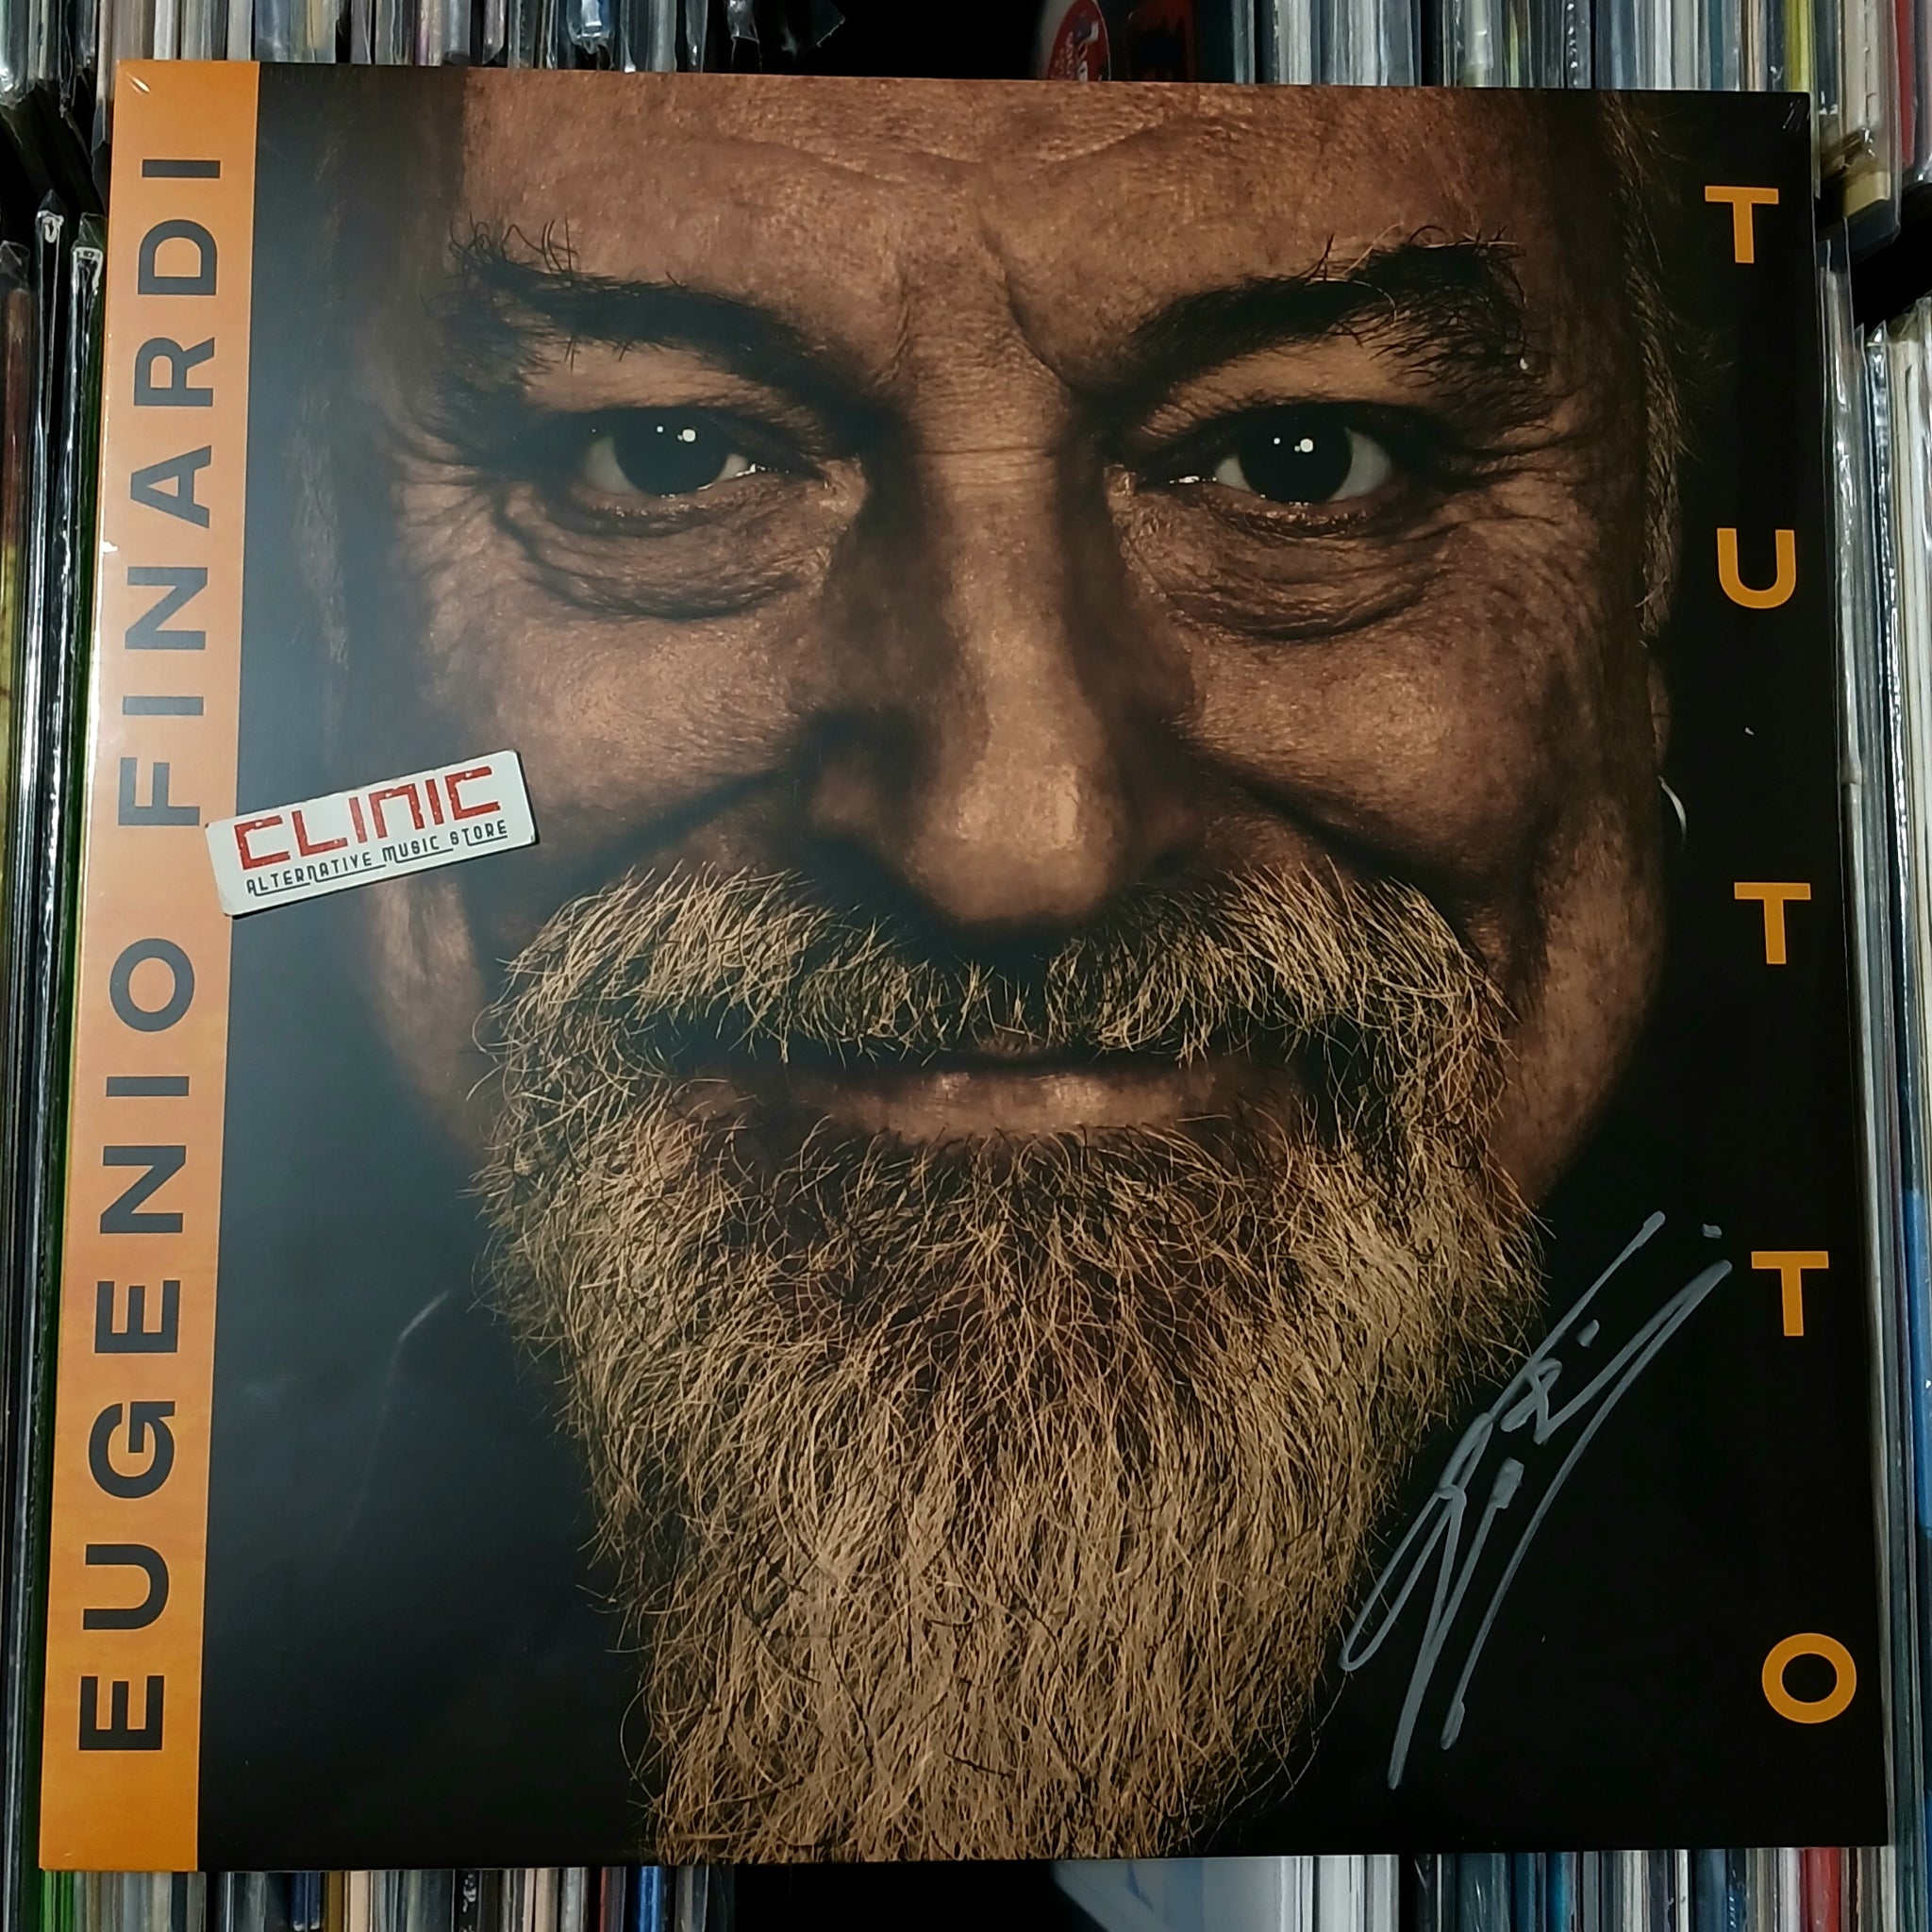 EUGENIO FINARDI
TUTTO
CLINIC
ALTERNATIVE MUSIC STORE